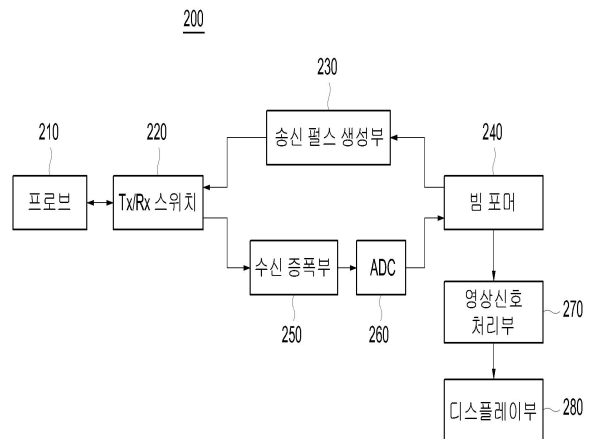 200
230
송신 펄스 생성부
210
220
240
프로브
Tx/Rx 스위치
빔 포머
수신 증폭부
ADC
250
260
영상신호
처리부
270
디스플레이부
280